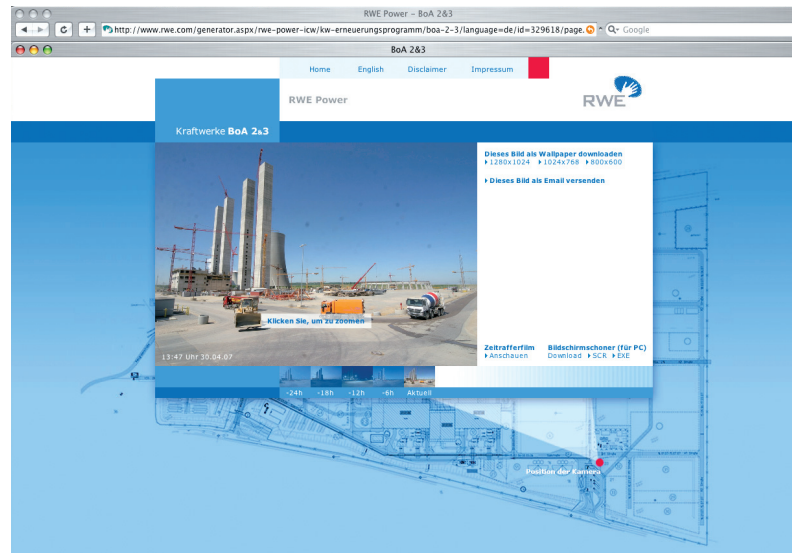 RWE Power – BoA 2&3
http://www.rwe.com/generator.aspx/rwe-power-icw/kw-erneuerungsprogramm/boa-2-3/language=de/id=329618/page.
Google
BoA 2&3
Home English Disclaimer Impressum
RWE Power
RWE
Kraftwerke BoA 2&3
Dieses Bild als Wallpaper downloaden
1280x1024 1024x768 800x600
Dieses Bild als Email versenden
Klicken Sie, um zu zoomen
13:47 Uhr 30.04.07
Zeitrafferfilm Bildschirmschoner (für PC)
Anschauen Download SCR EXE
-24h -18h -12h -6h Aktuell
Position der Kamera